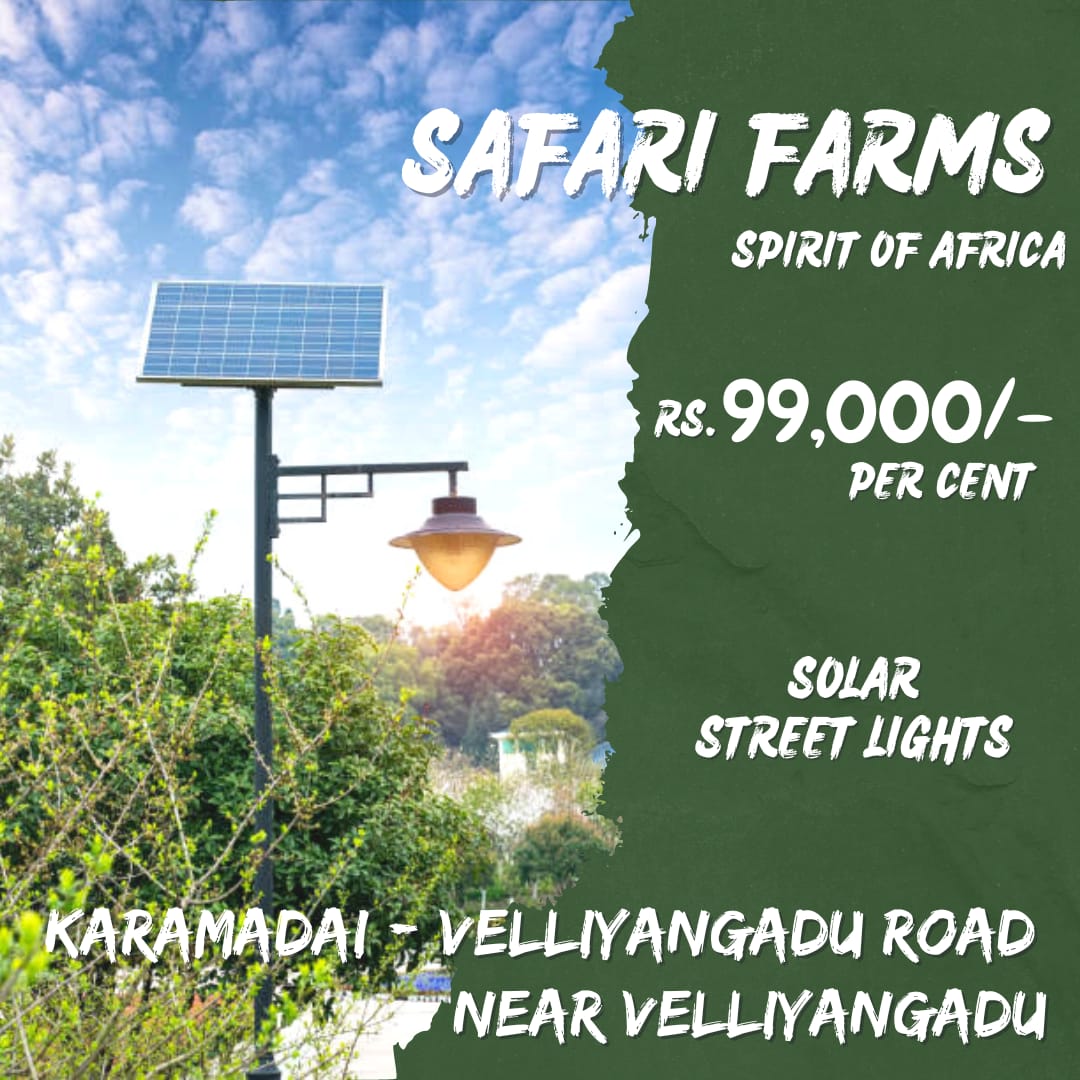 SAFARI FARMS
SPIRIT OF AFRICA
RS. 99,000/-
PER CENT
SOLAR
STREET LIGHTS
KARAMADAI - VELLIYANGADU ROAD
NEAR VELLIYANGADU